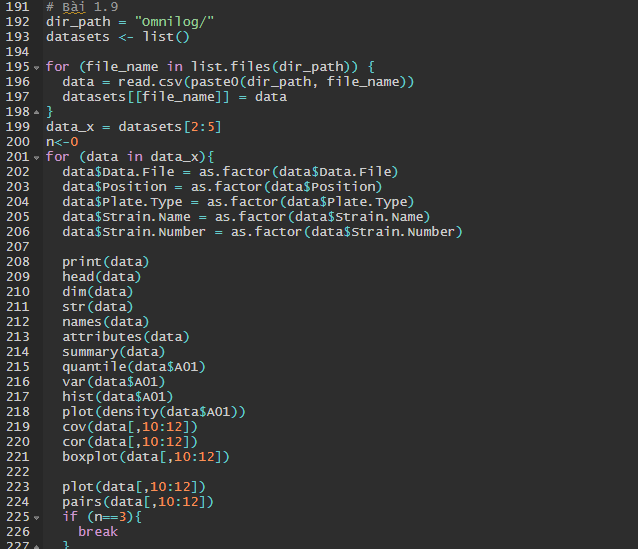 191 # Bài 1.9
192 dir_path = "Omnilog/"
193 datasets <- list()
194
195 for (file_name in list.files(dir_path)) {
196   data = read.csv(paste0(dir_path, file_name))
197   datasets[[file_name]] = data
198 }
199 data_x = datasets[2:5]
200 n<-0
201 for (data in data_x){
202   data$Data.File = as.factor(data$Data.File)
203   data$Position = as.factor(data$Position)
204   data$Plate.Type = as.factor(data$Plate.Type)
205   data$Strain.Name = as.factor(data$Strain.Name)
206   data$Strain.Number = as.factor(data$Strain.Number)
207
208   print(data)
209   head(data)
210   dim(data)
211   str(data)
212   names(data)
213   attributes(data)
214   summary(data)
215   quantile(data$A01)
216   var(data$A01)
217   hist(data$A01)
218   plot(density(data$A01))
219   cov(data[,10:12])
220   cor(data[,10:12])
221   boxplot(data[,10:12])
222
223   plot(data[,10:12])
224   pairs(data[,10:12])
225   if (n==3){
226     break
227   }